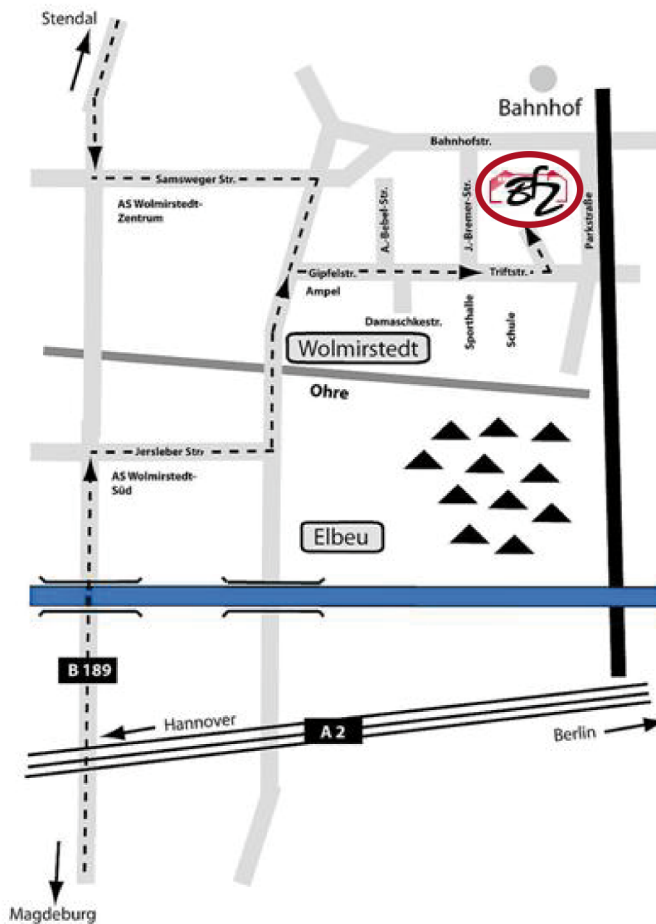 Stendal
Bahnhof
Bahnhofstr.
Samsweger Str.
AS Wolmirstedt-
Zentrum
A.-Bebel-Str.
J.-Bremer-Str.
bfz
Parkstraße
Gipfelstr.
Triftstr.
Ampel
Damaschkestr.
Sporthalle
Schule
Wolmirstedt
Ohre
Jersleber Str.
AS Wolmirstedt-
Süd
Elbeu
B 189
Hannover
A 2
Berlin
Magdeburg